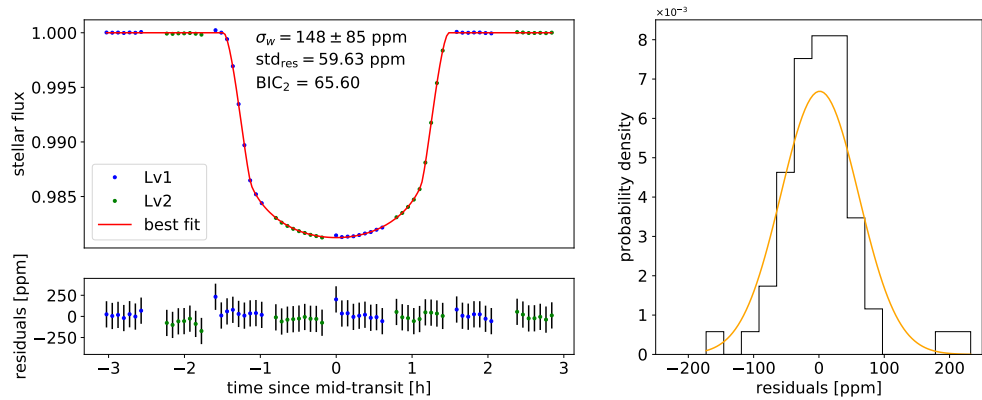 σw = 148 ± 85 ppm
stdres = 59.63 ppm
BIC2 = 65.60
1.000
0.995
0.990
0.985
stellar flux
Lv1
Lv2
best fit
250
0
−250
residuals [ppm]
−3 −2 −1 0 1 2 3
time since mid-transit [h]
×10−3
8
7
6
5
4
3
2
1
0
probability density
−200 −100 0 100 200
residuals [ppm]